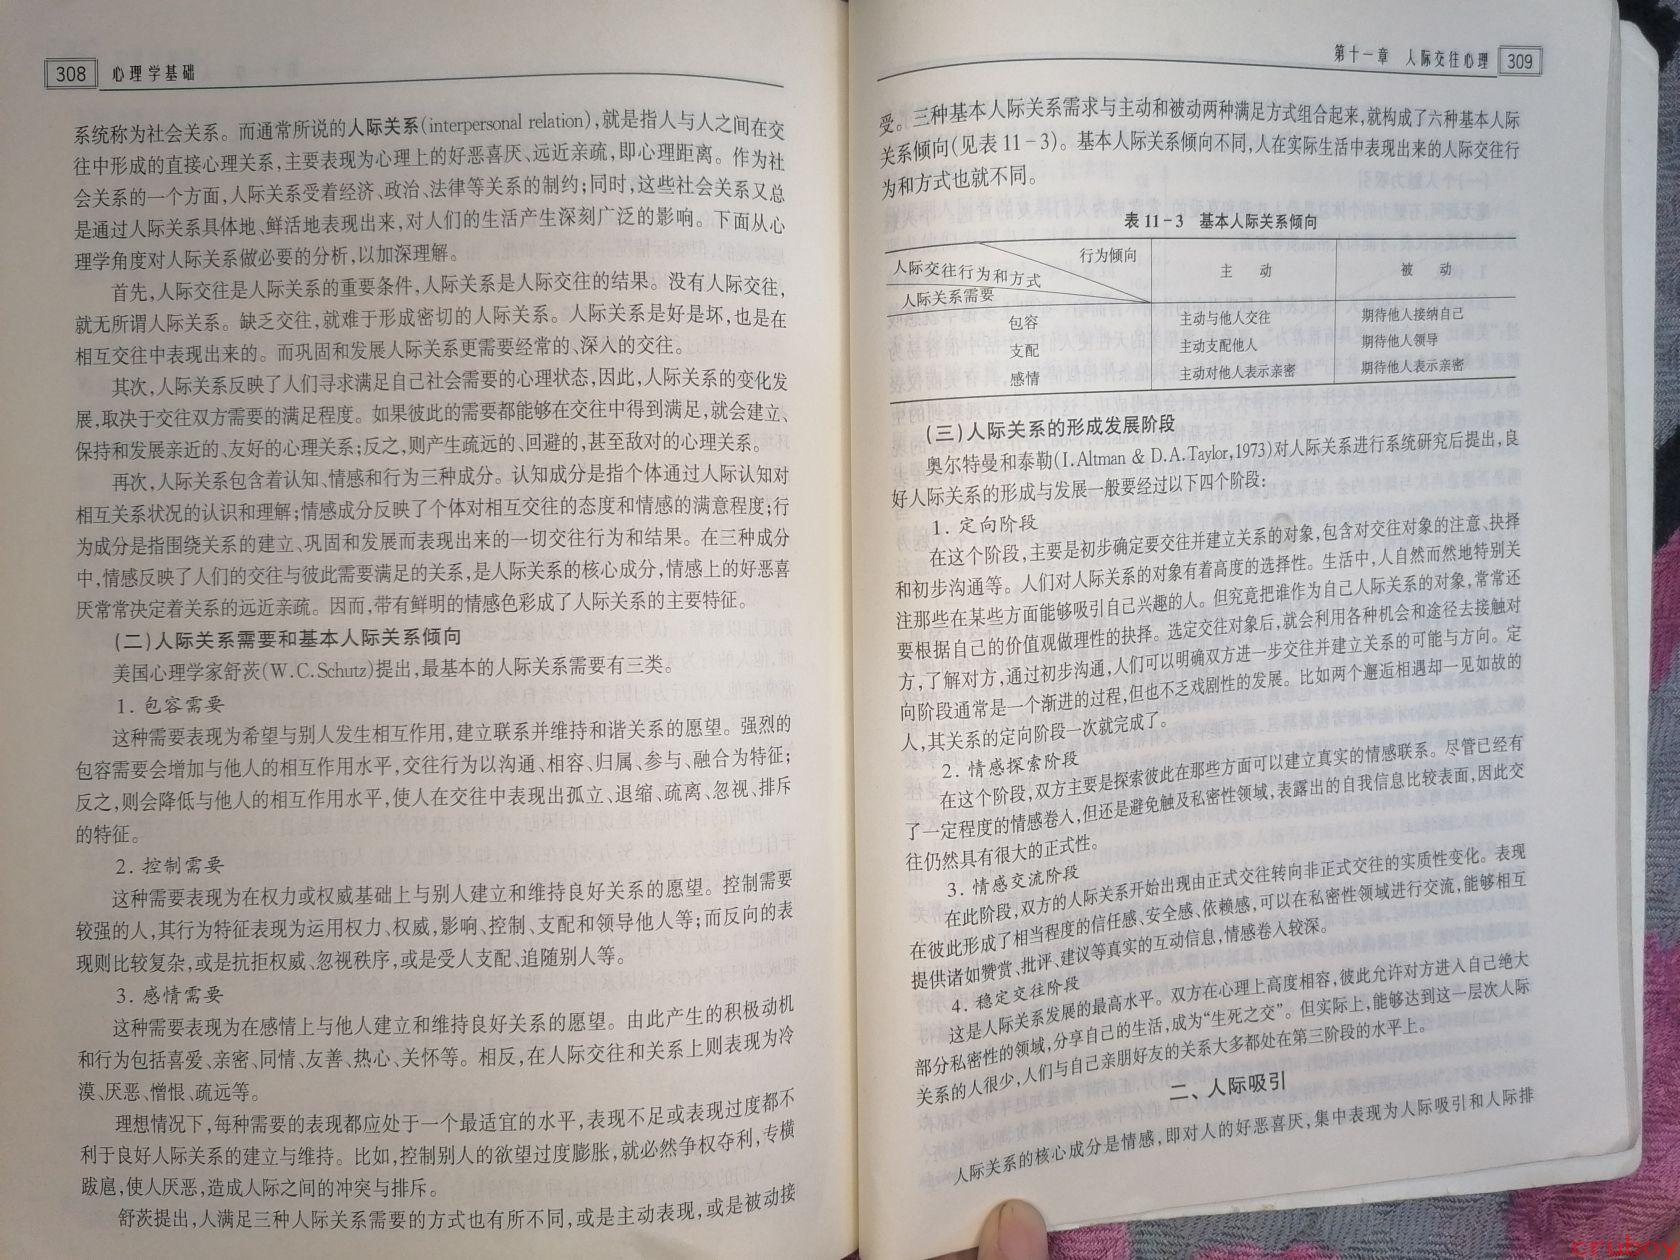 308 心理学基础
系统称为社会关系。而通常所说的人际关系(interpersonal relation),就是指人与人之间在交
往中形成的直接心理关系,主要表现为心理上的好恶喜厌、远近亲疏,即心理距离。作为社
会关系的一个方面,人际关系受着经济、政治、法律等关系的制约;同时,这些社会关系又总
是通过人际关系具体地、鲜活地表现出来,对人们的生活产生深刻广泛的影响。下面从心
理学角度对人际关系做必要的分析,以加深理解。
首先,人际交往是人际关系的重要条件,人际关系是人际交往的结果。没有人际交往,
就无所谓人际关系。缺乏交往,就难于形成密切的人际关系。人际关系是好是坏,也是在
相互交往中表现出来的。而巩固和发展人际关系更需要经常的、深入的交往。
其次,人际关系反映了人们寻求满足自己社会需要的心理状态,因此,人际关系的变化发
展,取决于交往双方需要的满足程度。如果彼此的需要都能够在交往中得到满足,就会建立、
保持和发展亲近的、友好的心理关系;反之,则产生疏远的、回避的,甚至敌对的心理关系。
再次,人际关系包含着认知、情感和行为三种成分。认知成分是指个体通过人际认知对
相互关系状况的认识和理解;情感成分反映了个体对相互交往的态度和情感的满意程度;行
为成分是指围绕关系的建立、巩固和发展而表现出来的一切交往行为和结果。在三种成分
中,情感反映了人们的交往与彼此需要满足的关系,是人际关系的核心成分,情感上的好恶喜
厌常常决定着关系的远近亲疏。因而,带有鲜明的情感色彩成了人际关系的主要特征。
(二)人际关系需要和基本人际关系倾向
美国心理学家舒茨(W.C.Schutz)提出,最基本的人际关系需要有三类。
1. 包容需要
这种需要表现为希望与别人发生相互作用,建立联系并维持和谐关系的愿望。强烈的
包容需要会增加与他人的相互作用水平,交往行为以沟通、相容、归属、参与、融合为特征;
反之,则会降低与他人的相互作用水平,使人在交往中表现出孤立、退缩、疏离、忽视、排斥
的特征。
2. 控制需要
这种需要表现为在权力或权威基础上与别人建立和维持良好关系的愿望。控制需要
较强的人,其行为特征表现为运用权力、权威,影响、控制、支配和领导他人等;而反向的表
现则比较复杂,或是抗拒权威、忽视秩序,或是受人支配、追随别人等。
3. 感情需要
这种需要表现为在感情上与他人建立和维持良好关系的愿望。由此产生的积极动机
和行为包括喜爱、亲密、同情、友善、热心、关怀等。相反,在人际交往和关系上则表现为冷
漠、厌恶、憎恨、疏远等。
理想情况下,每种需要的表现都应处于一个最适宜的水平,表现不足或表现过度都不
利于良好人际关系的建立与维持。比如,控制别人的欲望过度膨胀,就必然争权夺利,专横
跋扈,使人厌恶,造成人际之间的冲突与排斥。
舒茨提出,人满足三种人际关系需要的方式也有所不同,或是主动表现,或是被动接
第十一章 人际交往心理 309
受。三种基本人际关系需求与主动和被动两种满足方式组合起来,就构成了六种基本人际
关系倾向(见表 11-3)。基本人际关系倾向不同,人在实际生活中表现出来的人际交往行
为和方式也就不同。
表 11-3 基本人际关系倾向
行为倾向
人际交往行为和方式 主 动 被 动
人际关系需要
包容 主动与他人交往 期待他人接纳自己
支配 主动支配他人 期待他人领导
感情 主动对他人表示亲密 期待他人表示亲密
(三)人际关系的形成发展阶段
奥尔特曼和泰勒(I.Altman & D.A.Taylor,1973)对人际关系进行系统研究后提出,良
好人际关系的形成与发展一般要经过以下四个阶段:
1. 定向阶段
在这个阶段,主要是初步确定要交往并建立关系的对象,包含对交往对象的注意、抉择
和初步沟通等。人们对人际关系的对象有着高度的选择性。生活中,人自然而然地特别关
注那些在某些方面能够吸引自己兴趣的人。但究竟把谁作为自己人际关系的对象,常常还
要根据自己的价值观做理性的抉择。选定交往对象后,就会利用各种机会和途径去接触对
方,了解对方,通过初步沟通,人们可以明确双方进一步交往并建立关系的可能与方向。定
向阶段通常是一个渐进的过程,但也不乏戏剧性的发展。比如两个邂逅相遇却一见如故的
人,其关系的定向阶段一次就完成了。
2. 情感探索阶段
在这个阶段,双方主要是探索彼此在那些方面可以建立真实的情感联系。尽管已经有
了一定程度的情感卷人,但还是避免触及私密性领域,表露出的自我信息比较表面,因此交
往仍然具有很大的正式性。
3. 情感交流阶段
在此阶段,双方的人际关系开始出现由正式交往转向非正式交往的实质性变化。表现
在彼此形成了相当程度的信任感、安全感、依赖感,可以在私密性领域进行交流,能够相互
提供诸如赞赏、批评、建议等真实的互动信息,情感卷人较深。
4. 稳定交往阶段
这是人际关系发展的最高水平。双方在心理上高度相容,彼此允许对方进入自己绝大
部分私密性的领域,分享自己的生活,成为“生死之交”。但实际上,能够达到这一层次人际
关系的人很少,人们与自己亲朋好友的关系大多都处在第三阶段的水平上。
二、人际吸引
人际关系的核心成分是情感,即对人的好恶喜厌,集中表现为人际吸引和人际排